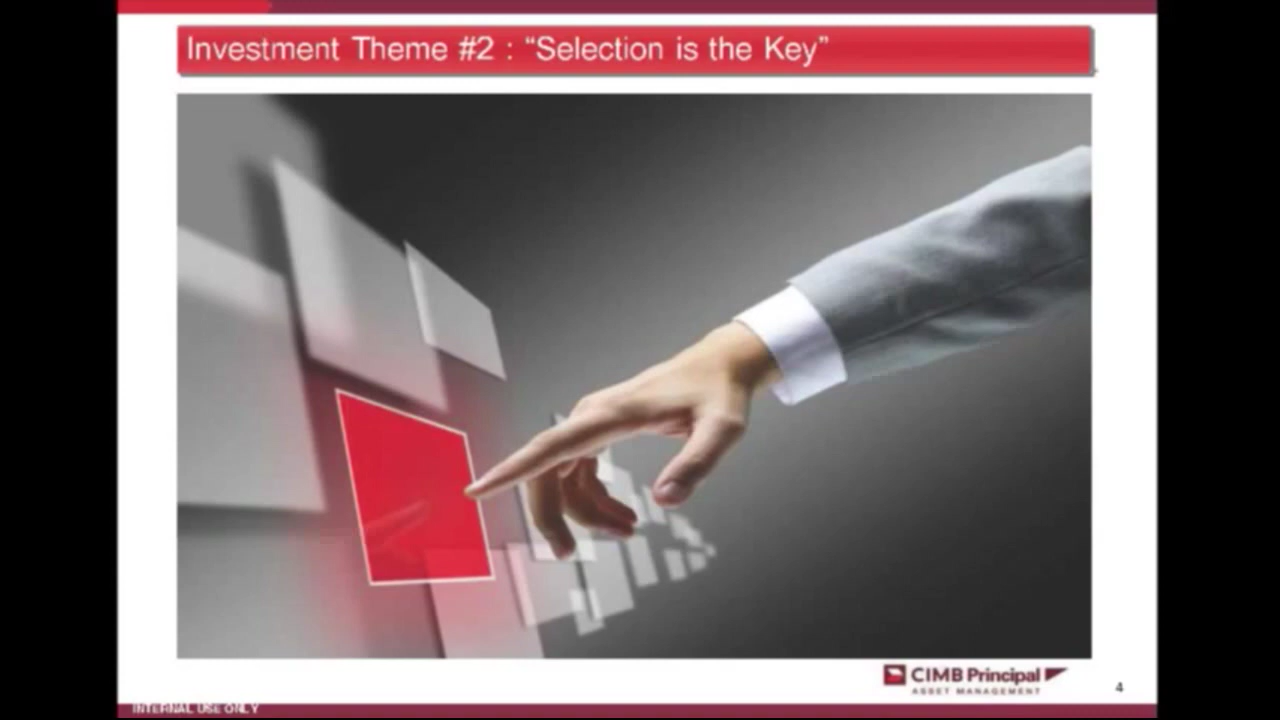 Investment Theme #2 : “Selection is the Key”
CIMB Principal
ASSET MANAGEMENT
4
INTERNAL USE ONLY